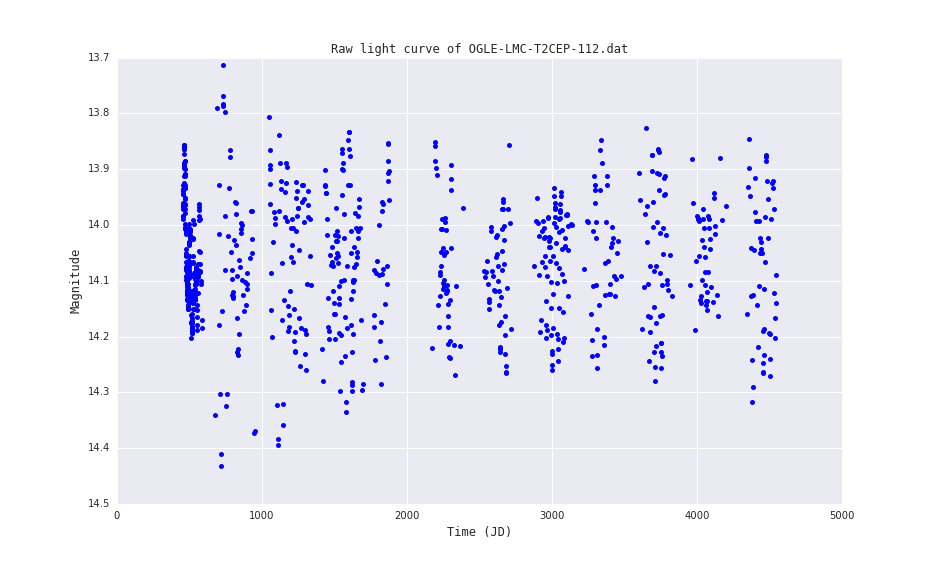 Raw light curve of OGLE-LMC-T2CEP-112.dat
13.7
13.8
13.9
14.0
14.1
14.2
14.3
14.4
14.5
Magnitude
0 1000 2000 3000 4000 5000
Time (JD)